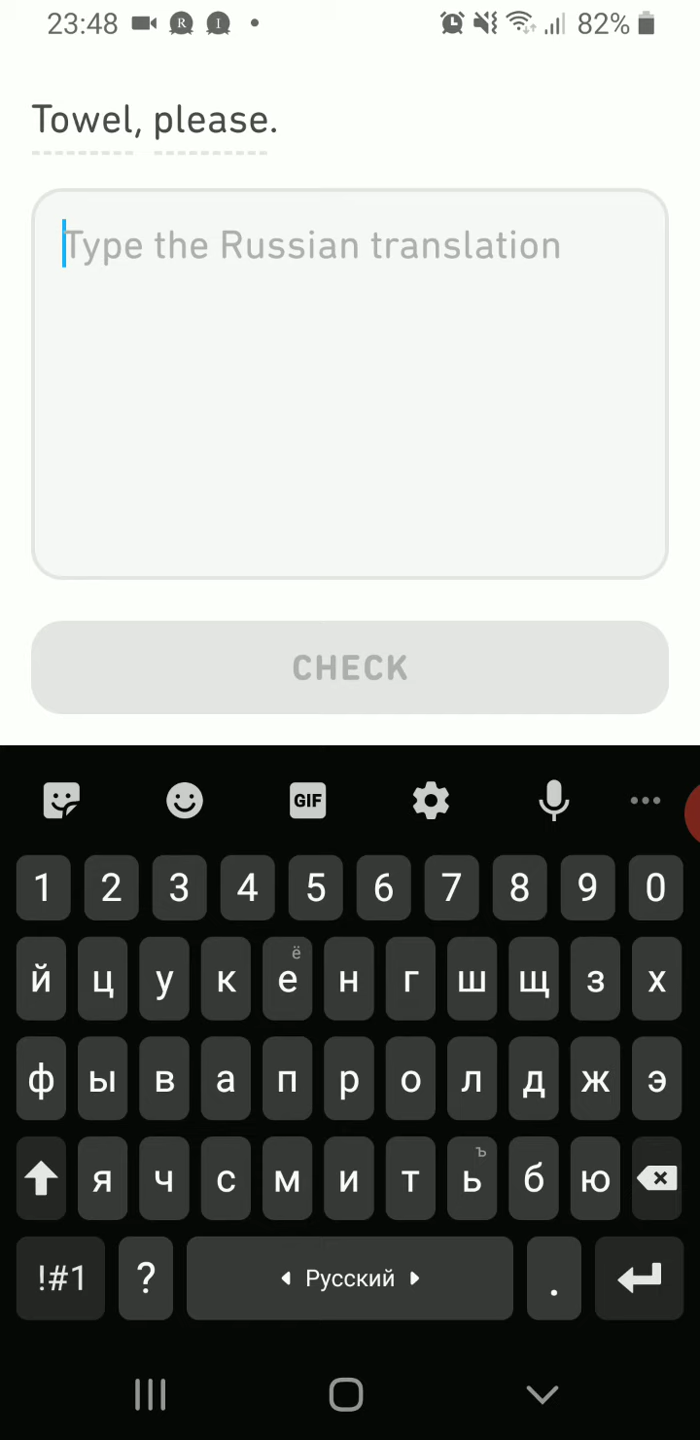 23:48 R I 82%
Towel, please.
Type the Russian translation
CHECK
GIF
1 2 3 4 5 6 7 8 9 0
й ц у к е ё н г ш щ з х
ф ы в а п р о л д ж э
я ч с м и т ь ъ б ю
!#1 ? Русский .